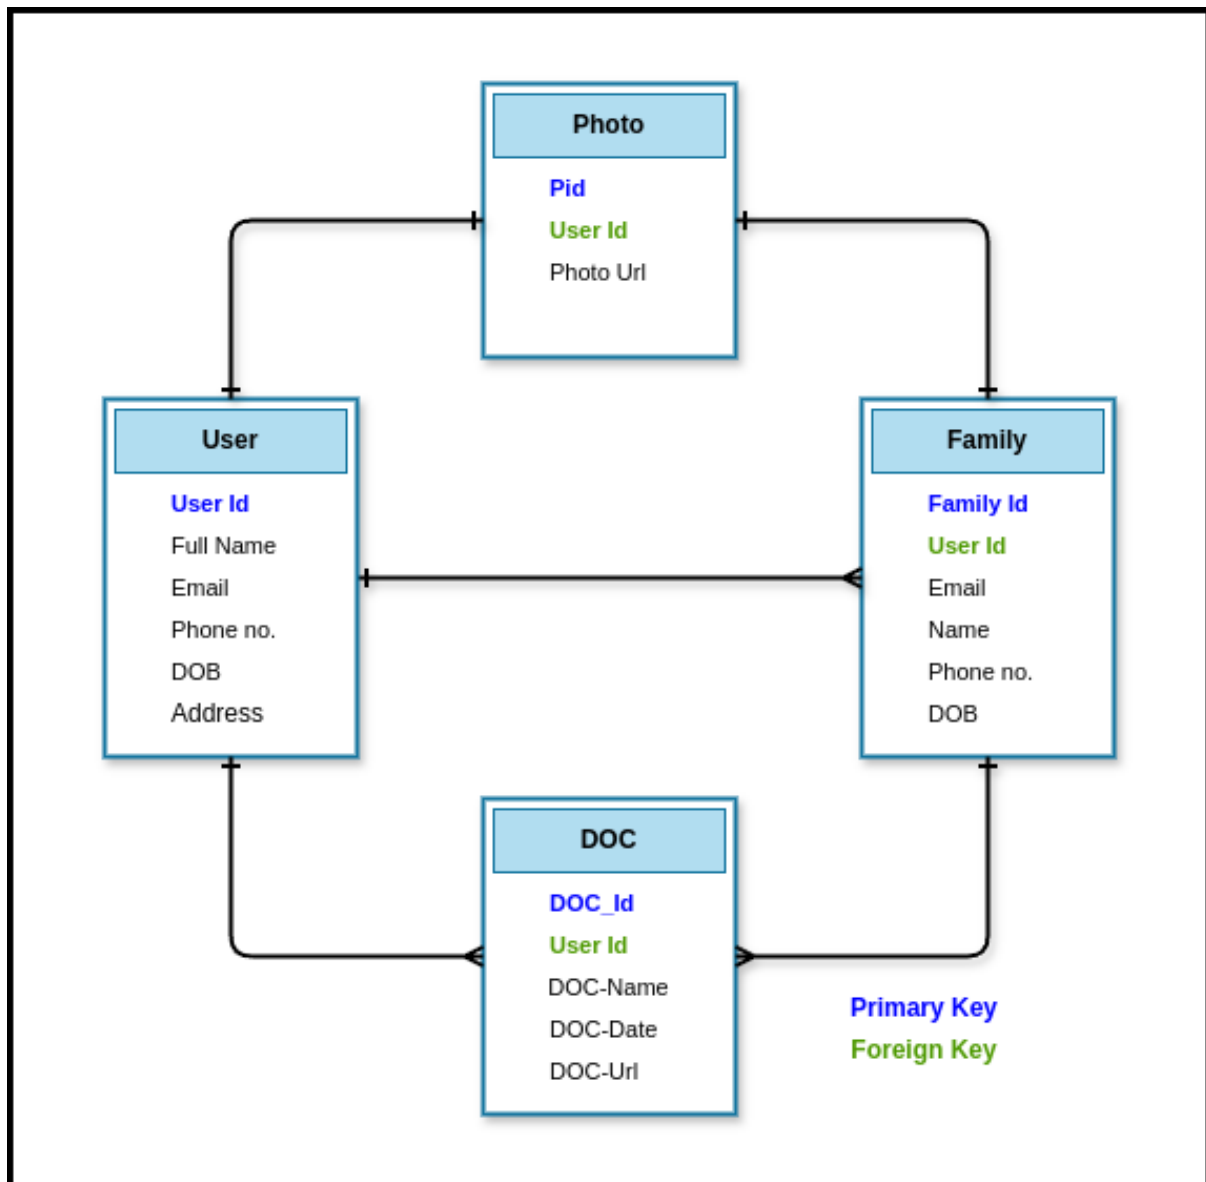 Photo
Pid
User Id
Photo Url
User
User Id
Full Name
Email
Phone no.
DOB
Address
Family
Family Id
User Id
Email
Name
Phone no.
DOB
DOC
DOC_Id
User Id
DOC-Name
DOC-Date
DOC-Url
Primary Key
Foreign Key